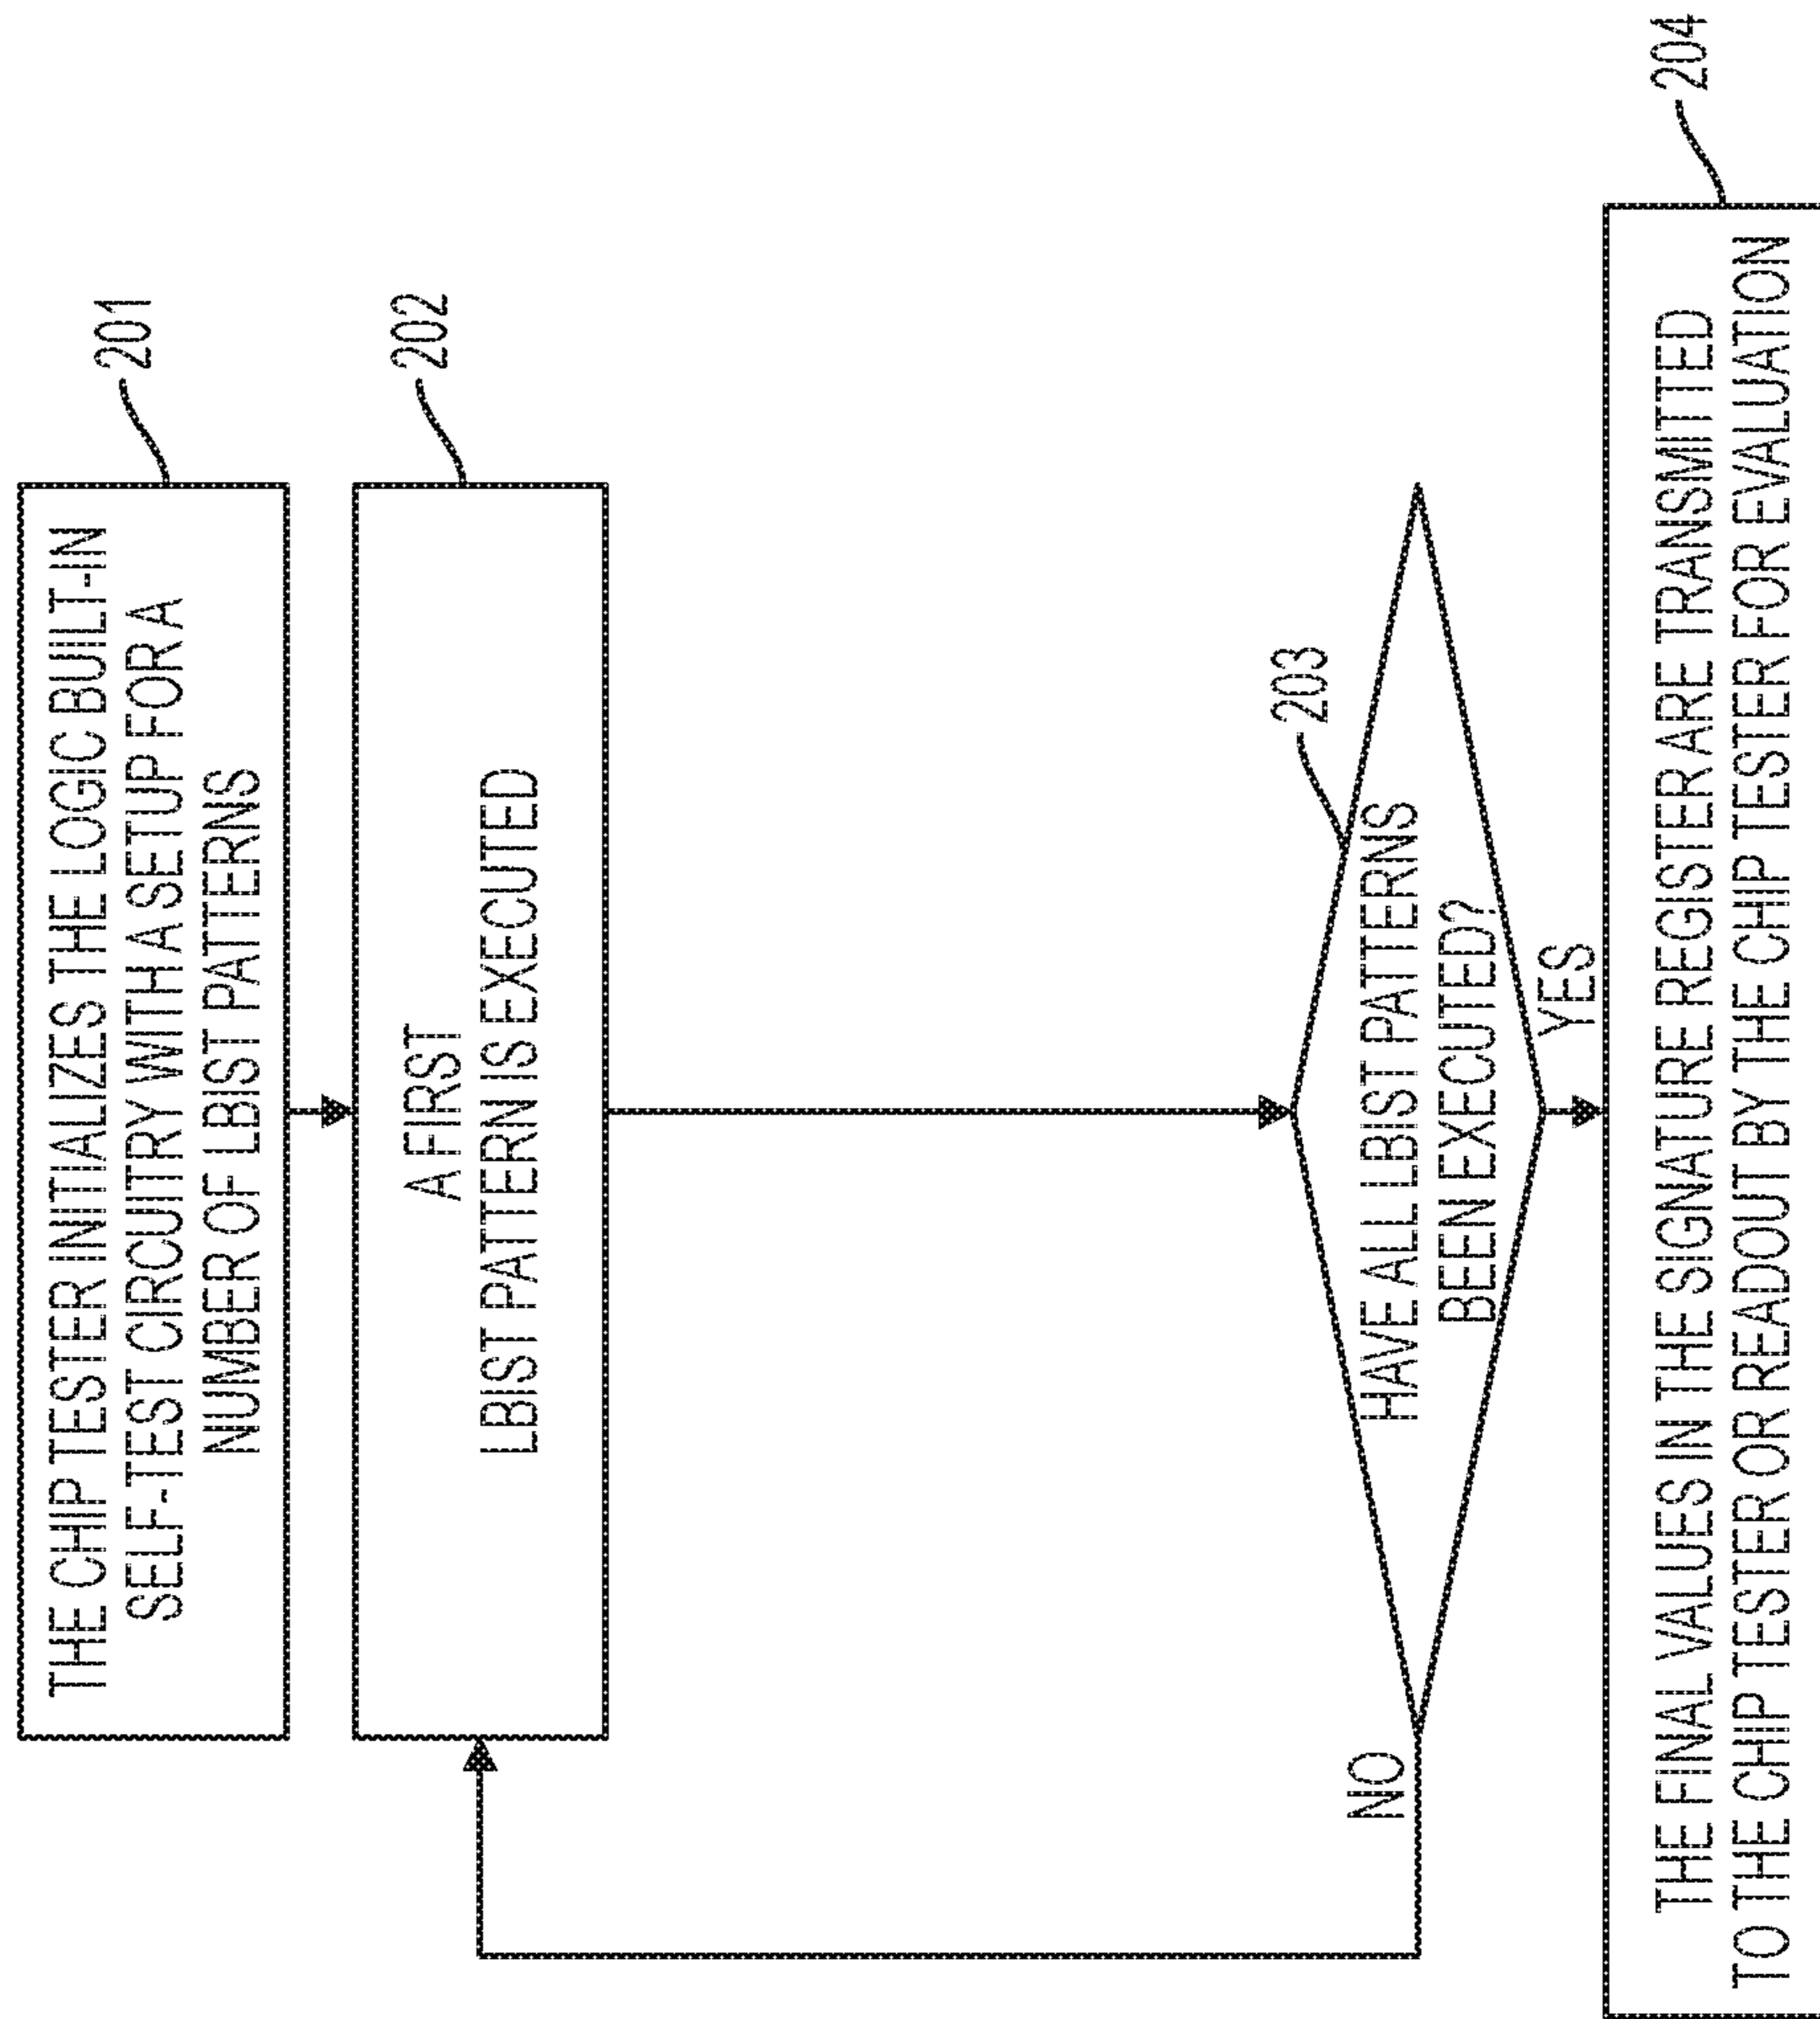 THE CHIP TESTER INITIALIZES THE LOGIC BUILT-IN
SELF-TEST CIRCUITRY WITH A SETUP FOR A
NUMBER OF LBIST PATTERNS
201
A FIRST
LBIST PATTERN IS EXECUTED
202
HAVE ALL LBIST PATTERNS
BEEN EXECUTED?
203
NO
YES
THE FINAL VALUES IN THE SIGNATURE REGISTER ARE TRANSMITTED
TO THE CHIP TESTER OR READOUT BY THE CHIP TESTER FOR EVALUATION
204